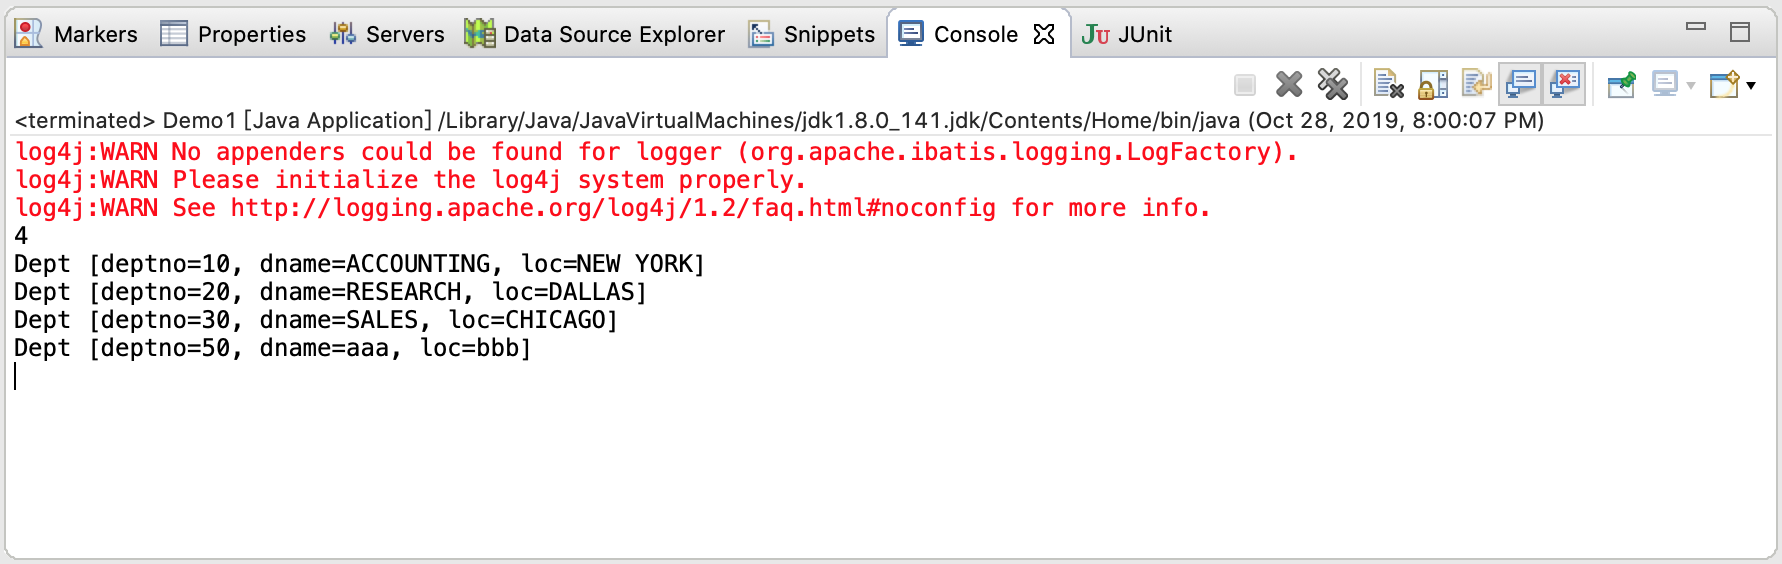 Markers Properties Servers Data Source Explorer Snippets Console JUnit
<terminated> Demo1 [Java Application] /Library/Java/JavaVirtualMachines/jdk1.8.0_141.jdk/Contents/Home/bin/java (Oct 28, 2019, 8:00:07 PM)
log4j:WARN No appenders could be found for logger (org.apache.ibatis.logging.LogFactory).
log4j:WARN Please initialize the log4j system properly.
log4j:WARN See http://logging.apache.org/log4j/1.2/faq.html#noconfig for more info.
4
Dept [deptno=10, dname=ACCOUNTING, loc=NEW YORK]
Dept [deptno=20, dname=RESEARCH, loc=DALLAS]
Dept [deptno=30, dname=SALES, loc=CHICAGO]
Dept [deptno=50, dname=aaa, loc=bbb]